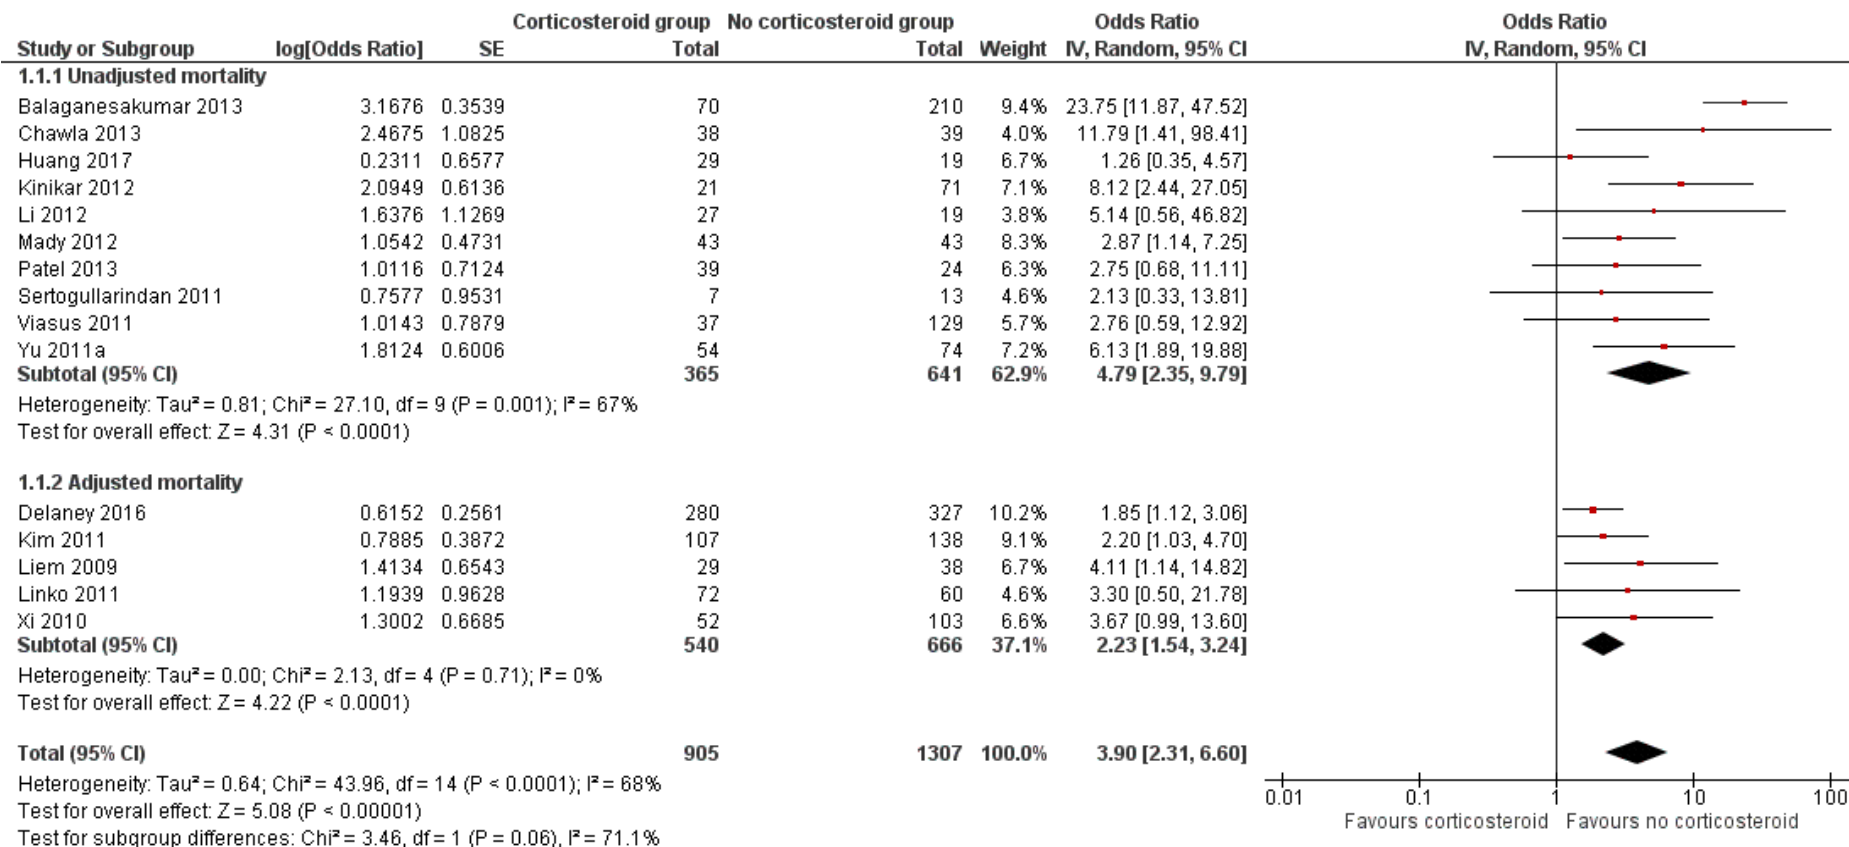 Corticosteroid group No corticosteroid group Odds Ratio Odds Ratio
Study or Subgroup log[Odds Ratio] SE Total Total Weight IV, Random, 95% CI IV, Random, 95% CI
1.1.1 Unadjusted mortality
Balaganesakumar 2013 3.1676 0.3539 70 210 9.4% 23.75 [11.87, 47.52]
Chawla 2013 2.4675 1.0825 38 39 4.0% 11.79 [1.41, 98.41]
Huang 2017 0.2311 0.6577 29 19 6.7% 1.26 [0.35, 4.57]
Kinikar 2012 2.0949 0.6136 21 71 7.1% 8.12 [2.44, 27.05]
Li 2012 1.6376 1.1269 27 19 3.8% 5.14 [0.56, 46.82]
Mady 2012 1.0542 0.4731 43 43 8.3% 2.87 [1.14, 7.25]
Patel 2013 1.0116 0.7124 39 24 6.3% 2.75 [0.68, 11.11]
Sertogullarindan 2011 0.7577 0.9531 7 13 4.6% 2.13 [0.33, 13.81]
Viasus 2011 1.0143 0.7879 37 129 5.7% 2.76 [0.59, 12.92]
Yu 2011a 1.8124 0.6006 54 74 7.2% 6.13 [1.89, 19.88]
Subtotal (95% CI) 365 641 62.9% 4.79 [2.35, 9.79]
Heterogeneity: Tau² = 0.81; Chi² = 27.10, df = 9 (P = 0.001); I² = 67%
Test for overall effect: Z = 4.31 (P < 0.0001)
1.1.2 Adjusted mortality
Delaney 2016 0.6152 0.2561 280 327 10.2% 1.85 [1.12, 3.06]
Kim 2011 0.7885 0.3872 107 138 9.1% 2.20 [1.03, 4.70]
Liem 2009 1.4134 0.6543 29 38 6.7% 4.11 [1.14, 14.82]
Linko 2011 1.1939 0.9628 72 60 4.6% 3.30 [0.50, 21.78]
Xi 2010 1.3002 0.6685 52 103 6.6% 3.67 [0.99, 13.60]
Subtotal (95% CI) 540 666 37.1% 2.23 [1.54, 3.24]
Heterogeneity: Tau² = 0.00; Chi² = 2.13, df = 4 (P = 0.71); I² = 0%
Test for overall effect: Z = 4.22 (P < 0.0001)
Total (95% CI) 905 1307 100.0% 3.90 [2.31, 6.60]
Heterogeneity: Tau² = 0.64; Chi² = 43.96, df = 14 (P < 0.0001); I² = 68%
Test for overall effect: Z = 5.08 (P < 0.00001)
Test for subgroup differences: Chi² = 3.46, df = 1 (P = 0.06), I² = 71.1%
0.01 0.1 1 10 100
Favours corticosteroid Favours no corticosteroid